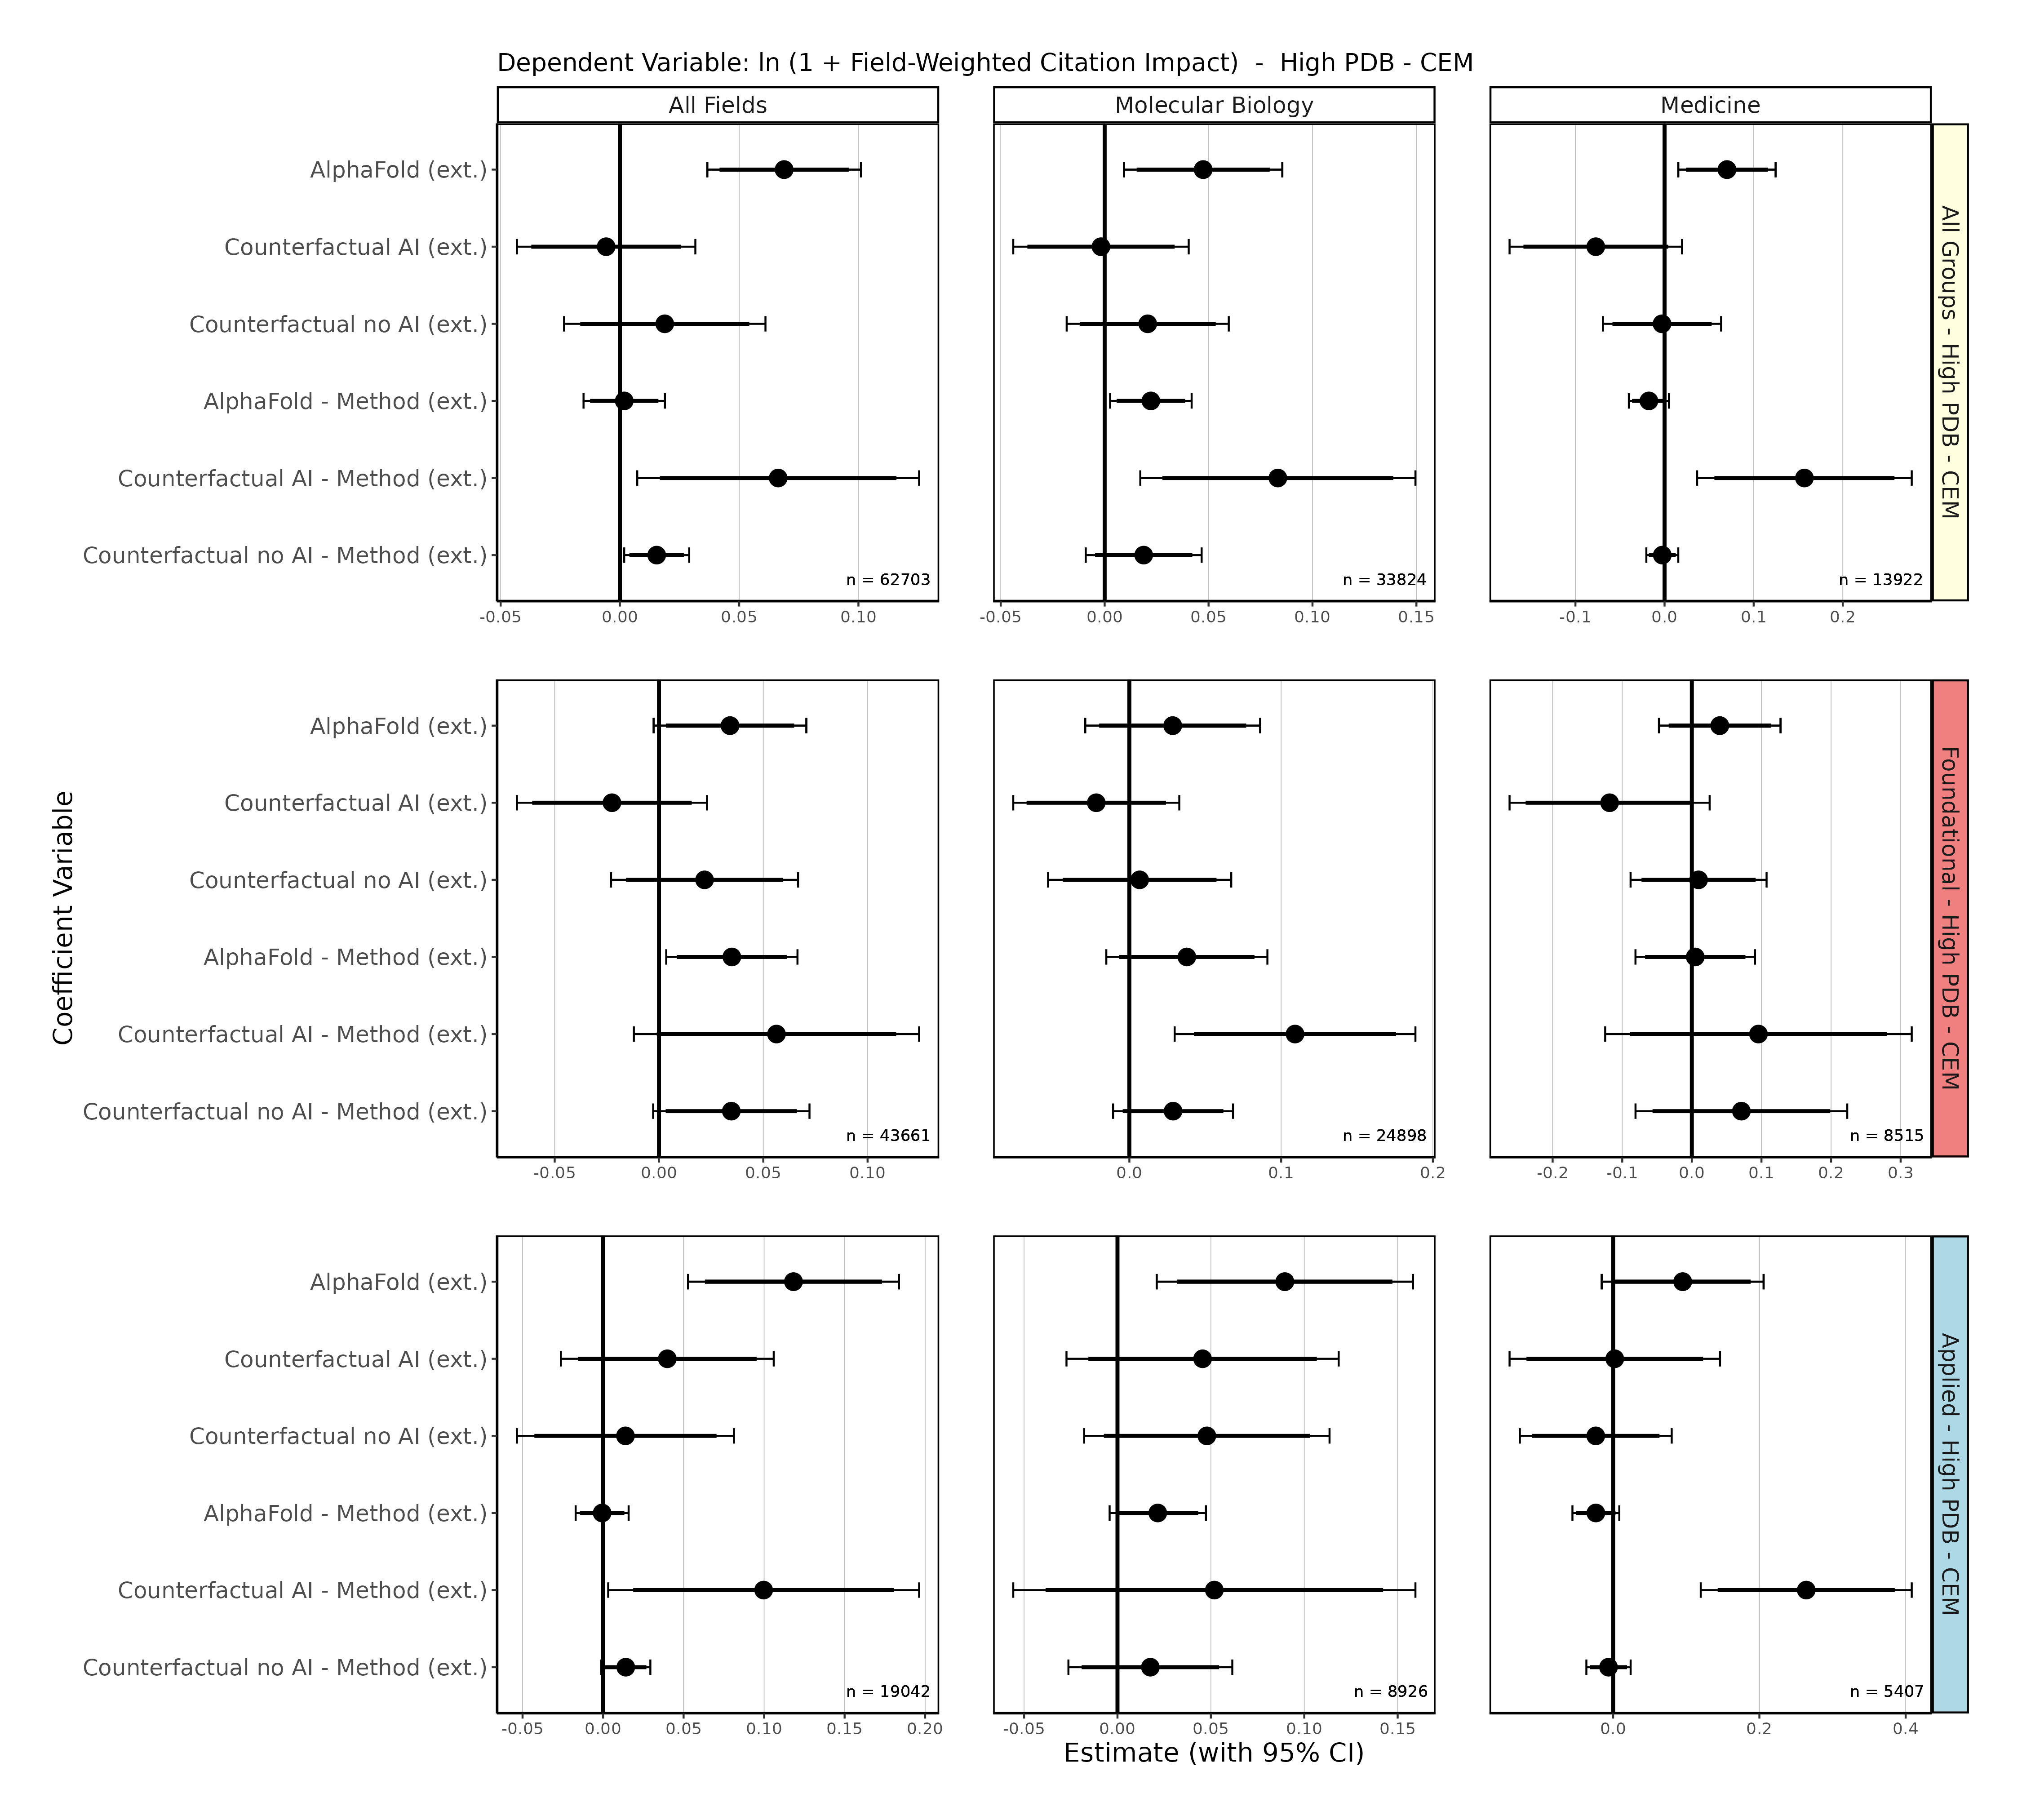 Dependent Variable: ln (1 + Field-Weighted Citation Impact)  -  High PDB - CEM
All Fields
Molecular Biology
Medicine
AlphaFold (ext.)
Counterfactual AI (ext.)
Counterfactual no AI (ext.)
AlphaFold - Method (ext.)
Counterfactual AI - Method (ext.)
Counterfactual no AI - Method (ext.)
n = 62703
n = 33824
n = 13922
-0.05 0.00 0.05 0.10
-0.05 0.00 0.05 0.10 0.15
-0.1 0.0 0.1 0.2
All Groups - High PDB - CEM
Coefficient Variable
AlphaFold (ext.)
Counterfactual AI (ext.)
Counterfactual no AI (ext.)
AlphaFold - Method (ext.)
Counterfactual AI - Method (ext.)
Counterfactual no AI - Method (ext.)
n = 43661
n = 24898
n = 8515
-0.05 0.00 0.05 0.10
0.0 0.1 0.2
-0.2 -0.1 0.0 0.1 0.2 0.3
Foundational - High PDB - CEM
AlphaFold (ext.)
Counterfactual AI (ext.)
Counterfactual no AI (ext.)
AlphaFold - Method (ext.)
Counterfactual AI - Method (ext.)
Counterfactual no AI - Method (ext.)
n = 19042
n = 8926
n = 5407
-0.05 0.00 0.05 0.10 0.15 0.20
-0.05 0.00 0.05 0.10 0.15
0.0 0.2 0.4
Applied - High PDB - CEM
Estimate (with 95% CI)